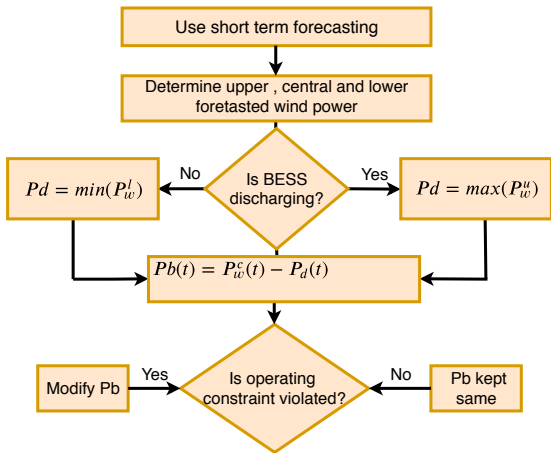 Use short term forecasting
Determine upper , central and lower
foretasted wind power
Is BESS
discharging?
No
Yes
Pd = min(P_w^l)
Pd = max(P_w^u)
Pb(t) = P_w^c(t) − P_d(t)
Is operating
constraint violated?
Yes
No
Modify Pb
Pb kept
same